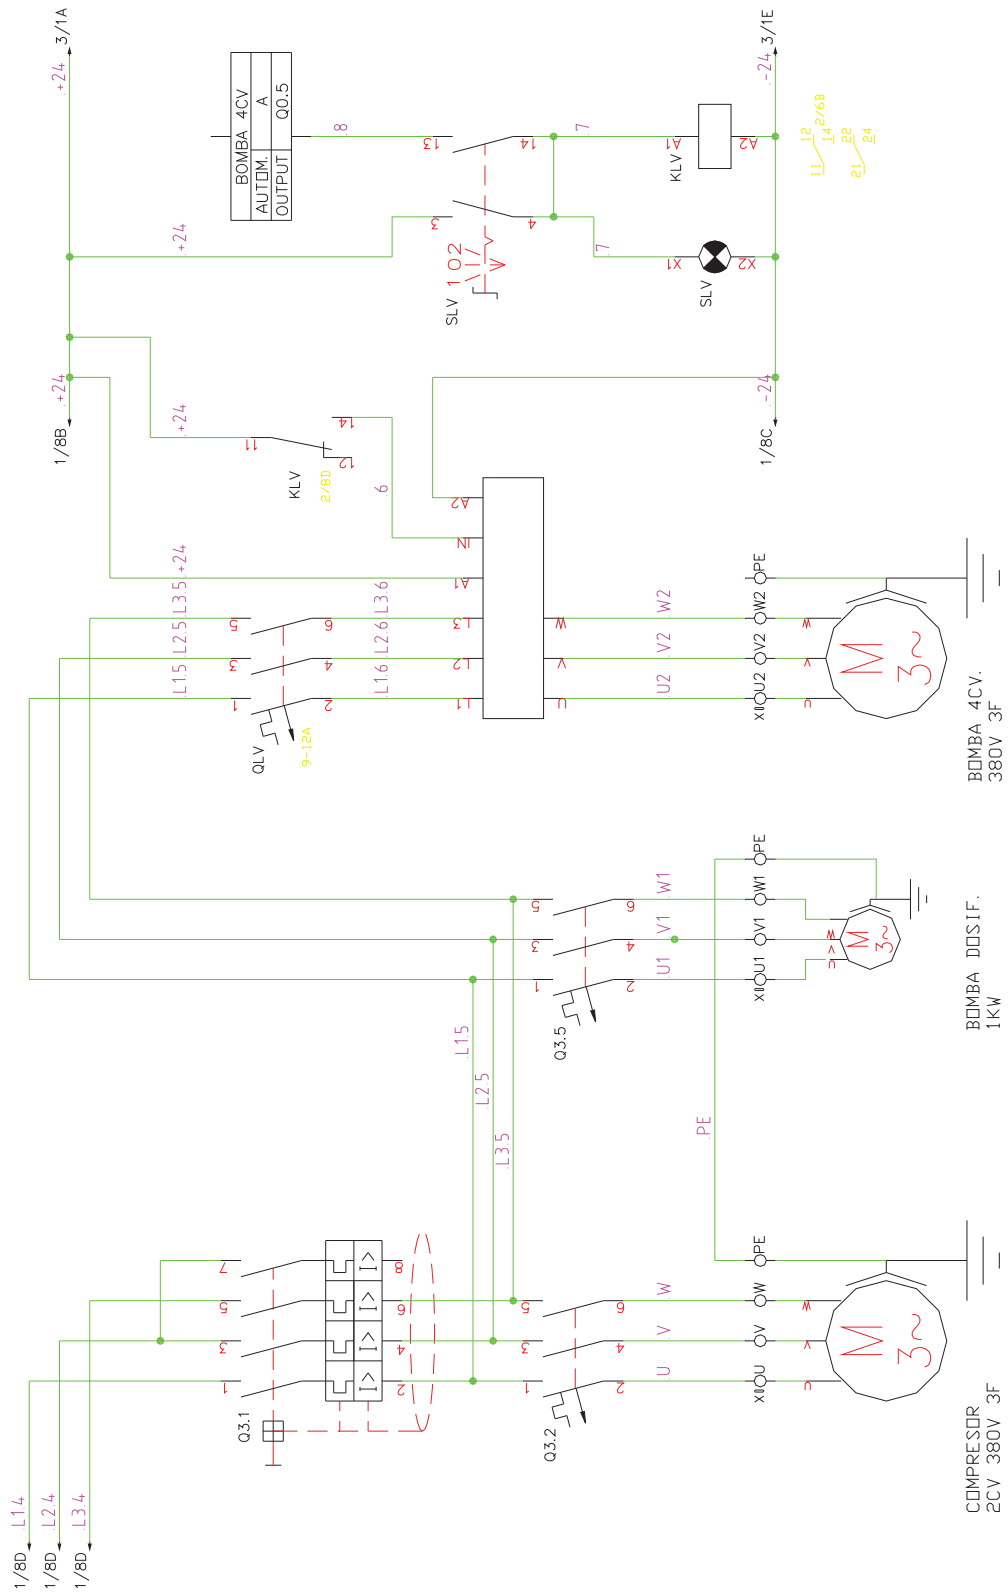 1/8D
.L1.4
1/8D
.L2.4
1/8D
.L3.4
Q3.1
1
3
5
7
I>
I>
I>
I>
2
4
6
8
.L1.5
.L2.5
.L3.5
Q3.2
1
3
5
2
4
6
U
V
W
.PE
X0
U
V
W
PE
U
V
W
M
3~
COMPRESOR
2CV 380V 3F
Q3.5
1
3
5
2
4
6
.U1
V1
.W1
X0
U1
V1
W1
PE
U
V
W
M
3~
BOMBA DOSIF.
1KW
QLV
9-12A
.L1.5
.L2.5
.L3.5
.+24
1
3
5
2
4
6
.L1.6
.L2.6
.L3.6
L1
L2
L3
A1
IN
A2
U
V
W
U2
V2
W2
X0
U2
V2
W2
PE
U
V
W
M
3~
BOMBA 4CV.
380V 3F
1/8B
.+24
.+24
3/1A
.+24
KLV
2/8D
11
12
14
.6
.+24
SLV
1 0 2
3
4
13
14
BOMBA 4CV
AUTOM.
A
OUTPUT
Q0.5
.8
.7
.7
SLV
X1
X2
KLV
A1
A2
1/8C
.-24
3/1E
.-24
11
12
14
2/6B
21
22
24